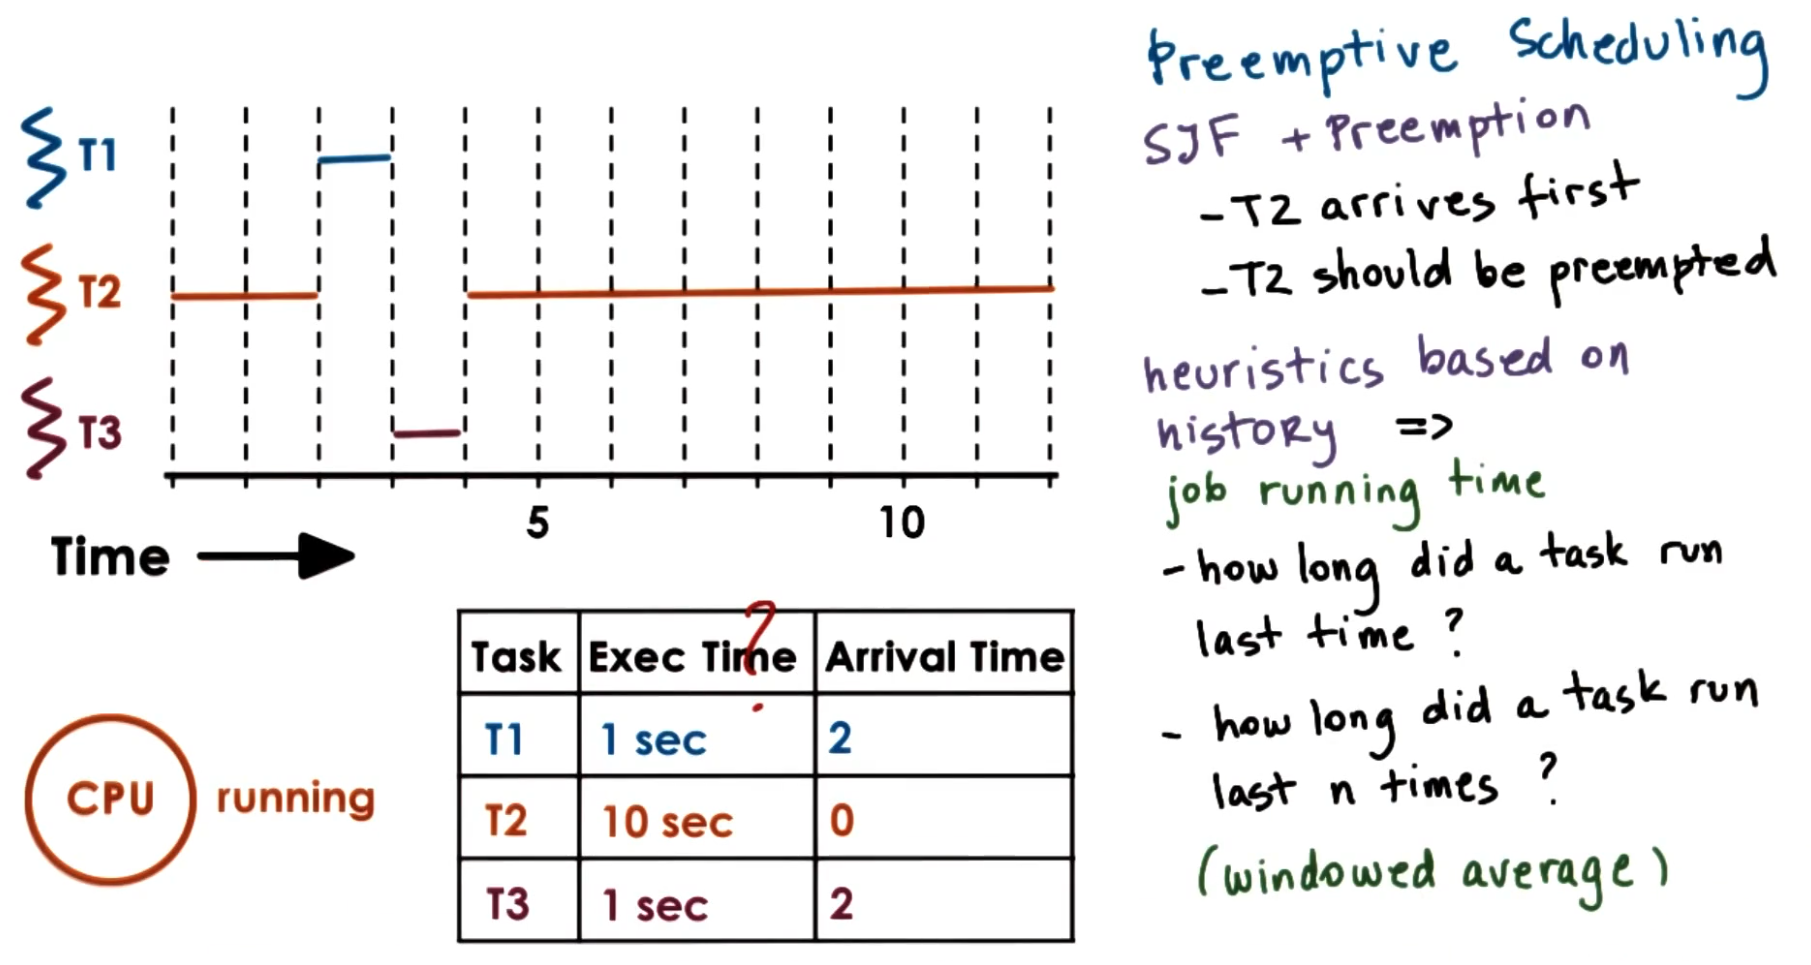 Preemptive Scheduling
SJF + Preemption
- T2 arrives first
- T2 should be preempted
heuristics based on
history =>
job running time
- how long did a task run
last time ?
- how long did a task run
last n times ?
(windowed average)
T1
T2
T3
5 10
Time
CPU running
?
Task Exec Time Arrival Time
T1 1 sec 2
T2 10 sec 0
T3 1 sec 2